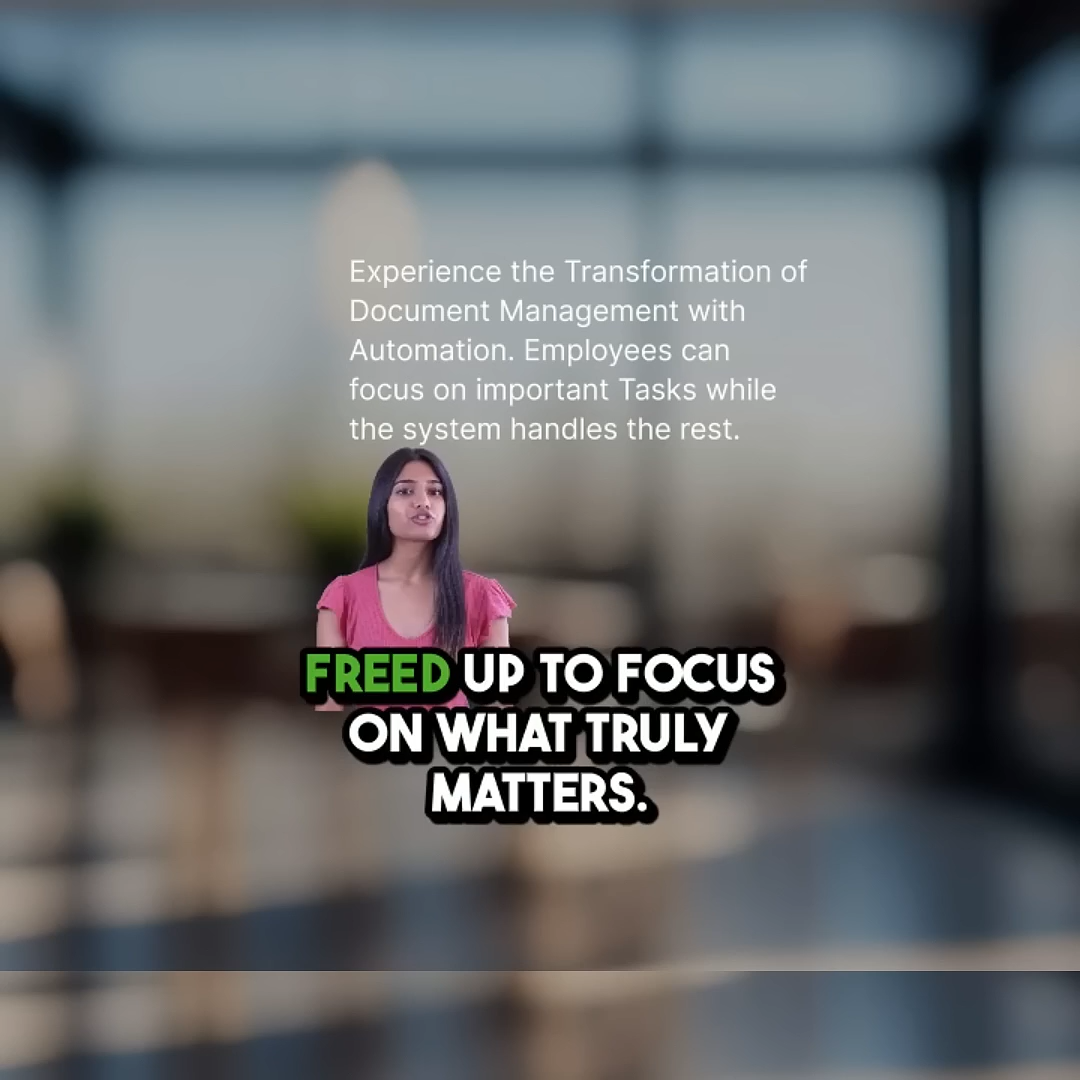 Experience the Transformation of
Document Management with
Automation. Employees can
focus on important Tasks while
the system handles the rest.
FREED UP TO FOCUS
ON WHAT TRULY
MATTERS.